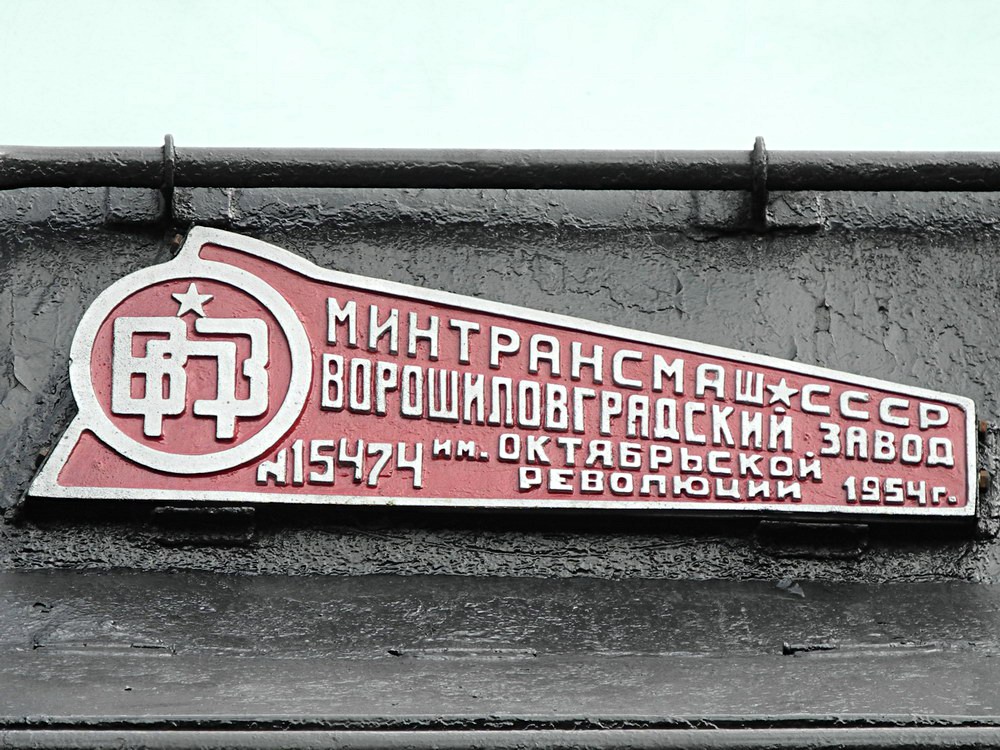 МИНТРАНСМАШ★СССР
ВОРОШИЛОВГРАДСКИЙ ЗАВОД
№15474 им. ОКТЯБРЬСКОЙ
РЕВОЛЮЦИИ 1954г.